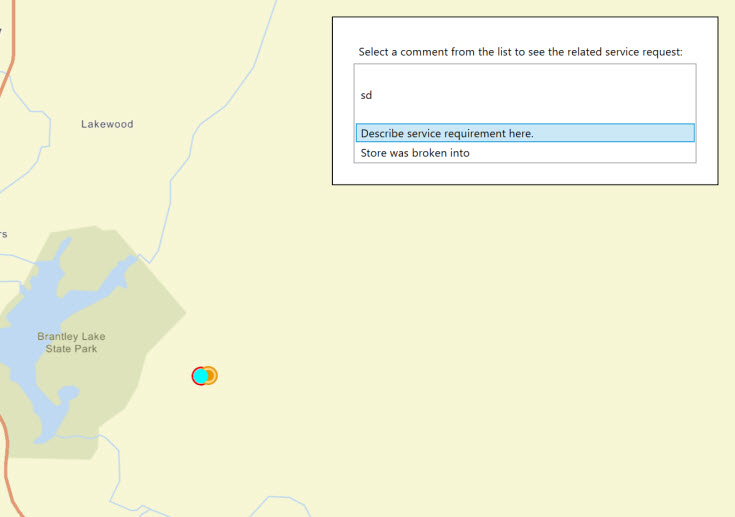 Select a comment from the list to see the related service request:
sd
Describe service requirement here.
Store was broken into
Lakewood
rs
Brantley Lake
State Park